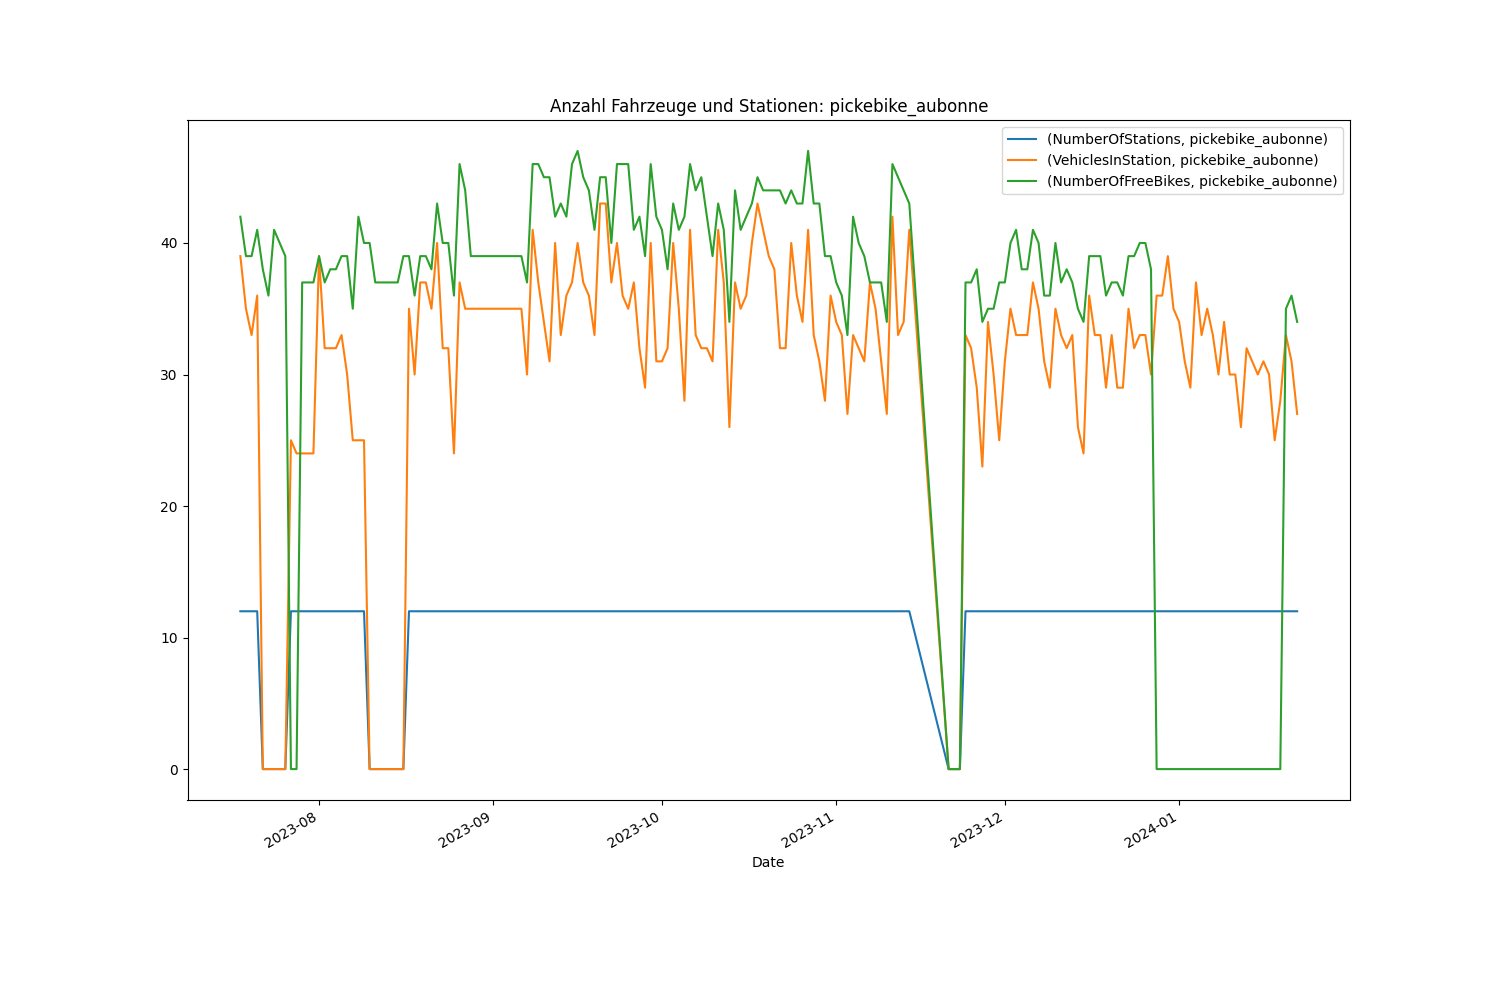 Anzahl Fahrzeuge und Stationen: pickebike_aubonne
(NumberOfStations, pickebike_aubonne)
(VehiclesInStation, pickebike_aubonne)
(NumberOfFreeBikes, pickebike_aubonne)
40
30
20
10
0
2023-08
2023-09
2023-10
2023-11
2023-12
2024-01
Date